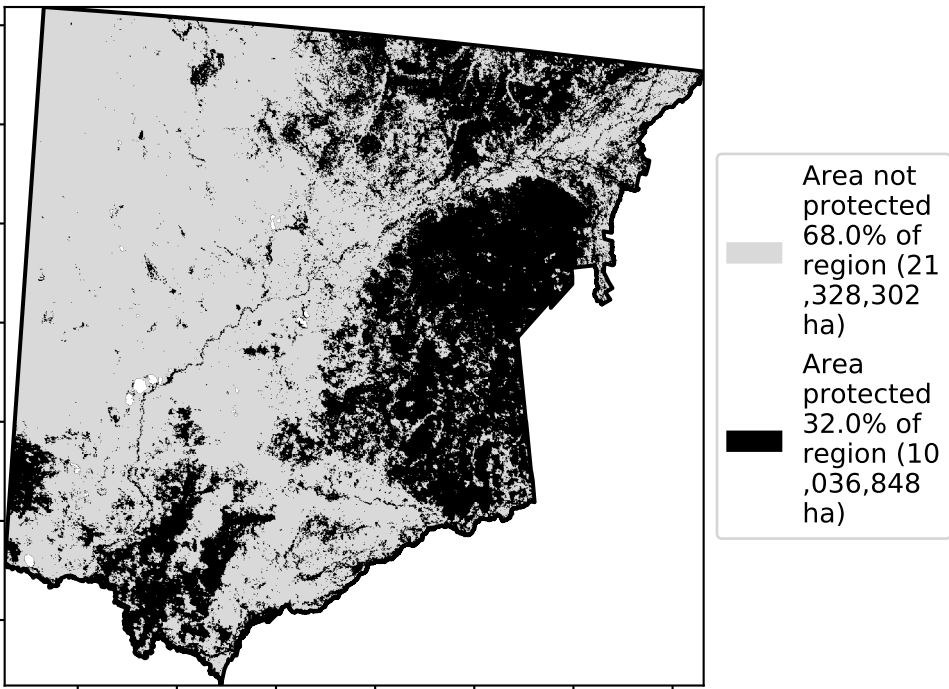 Area not
protected
68.0% of
region (21
,328,302
ha)
Area
protected
32.0% of
region (10
,036,848
ha)